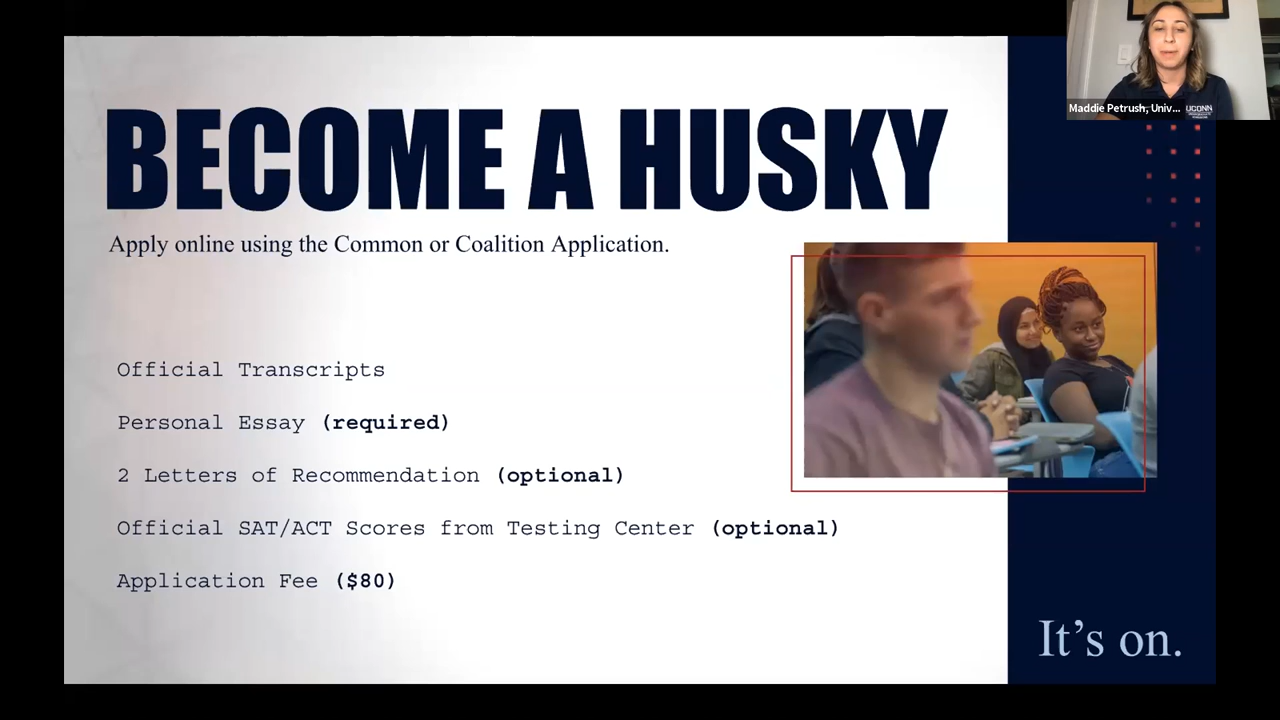 Maddie Petrush, Univ...
UCONN
BECOME A HUSKY
Apply online using the Common or Coalition Application.
Official Transcripts
Personal Essay (required)
2 Letters of Recommendation (optional)
Official SAT/ACT Scores from Testing Center (optional)
Application Fee ($80)
It's on.